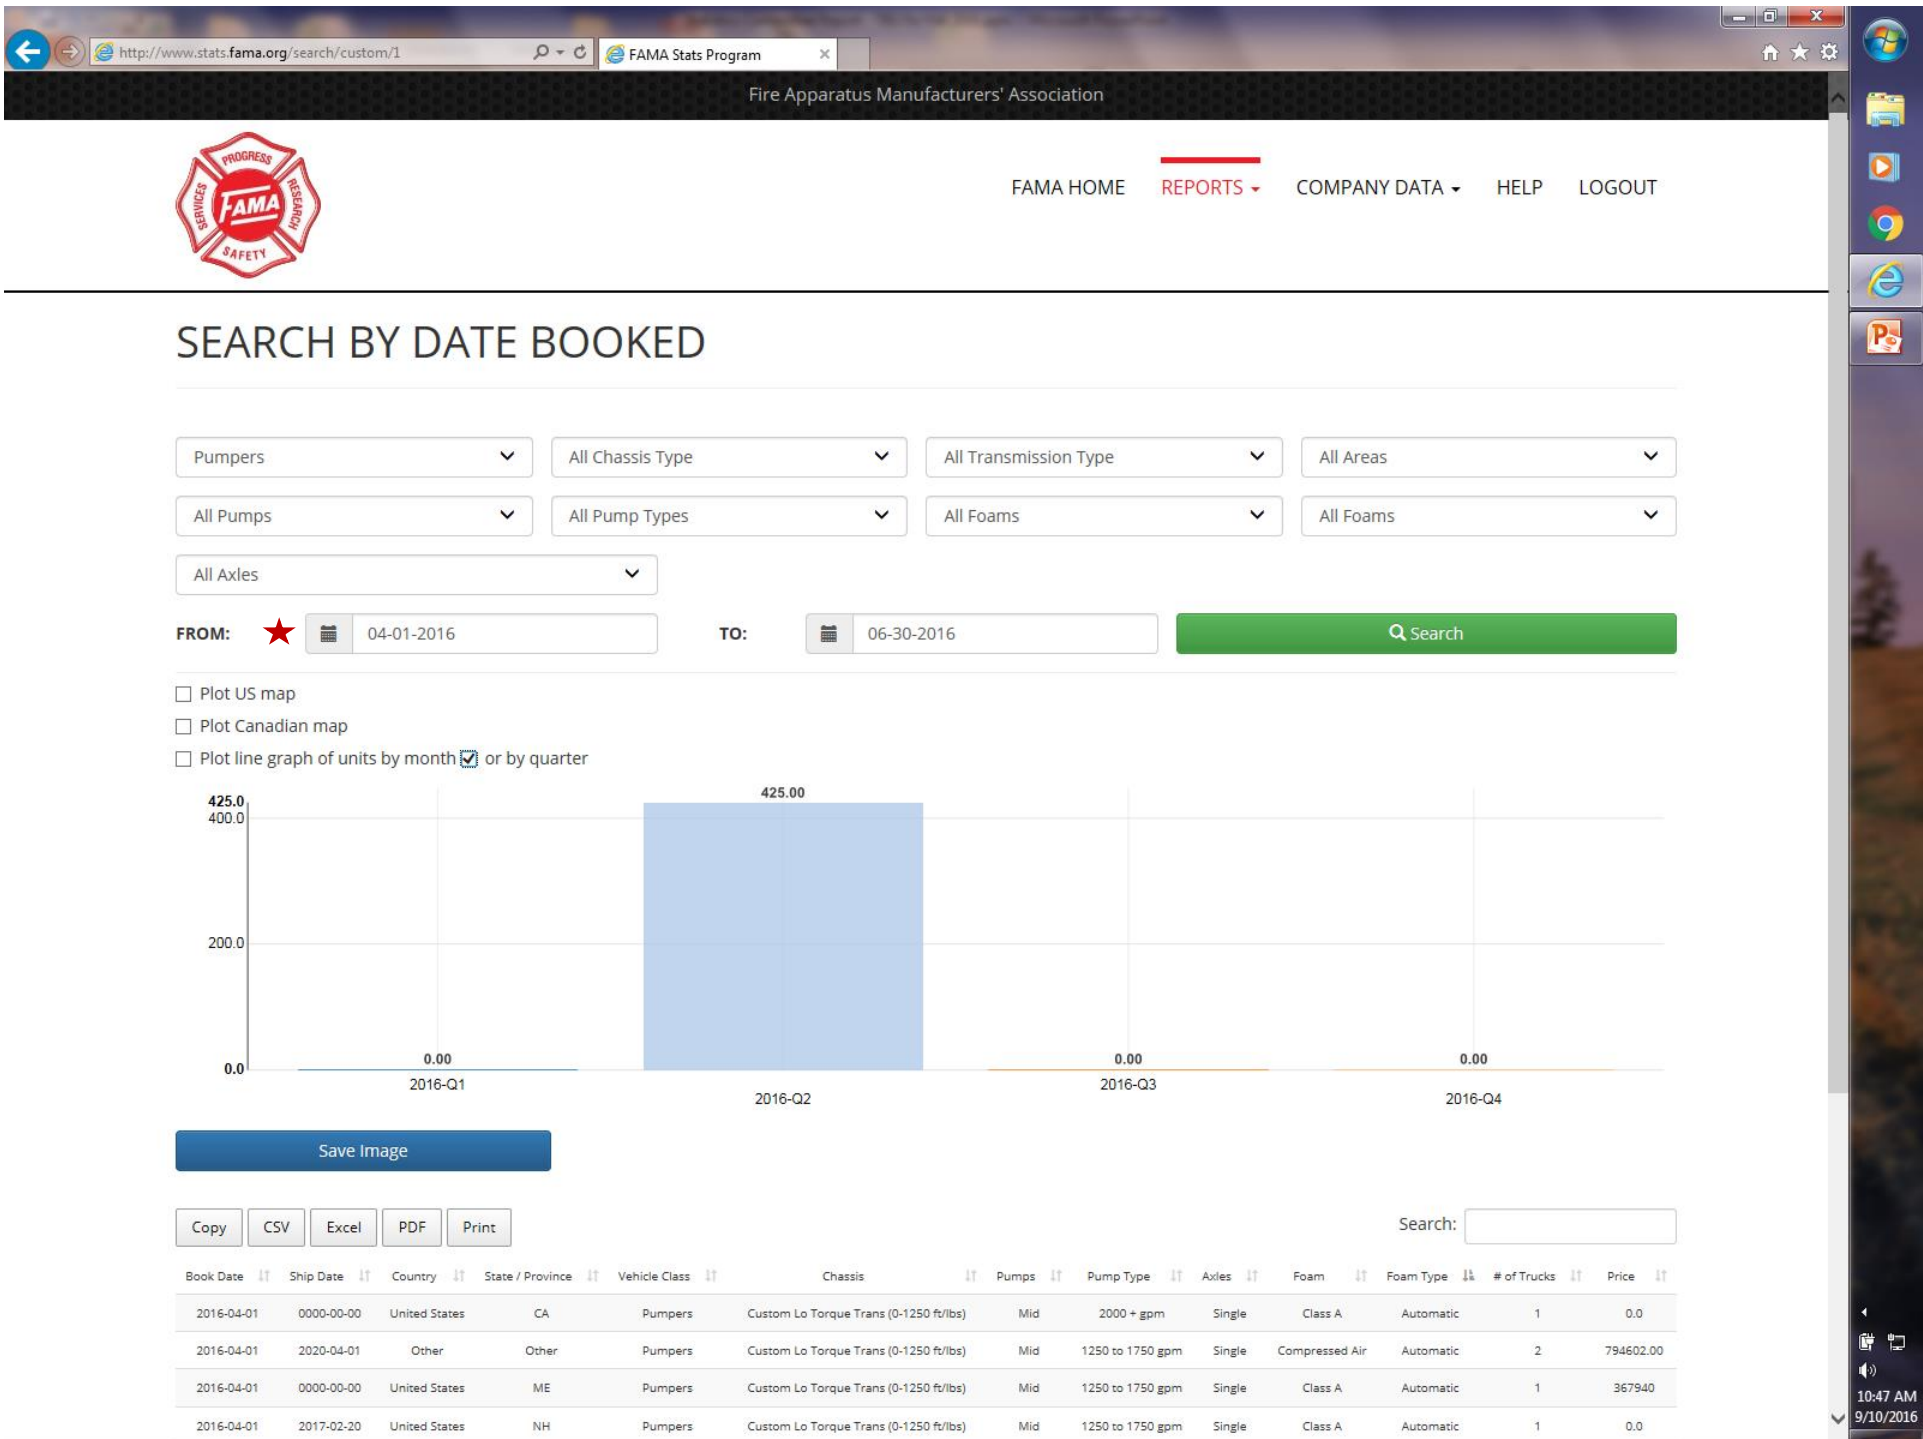 http://www.stats.fama.org/search/custom/1
FAMA Stats Program
Fire Apparatus Manufacturers' Association
PROGRESS
SERVICES
RESEARCH
FAMA
SAFETY
FAMA HOME REPORTS COMPANY DATA HELP LOGOUT
SEARCH BY DATE BOOKED
Pumpers All Chassis Type All Transmission Type All Areas
All Pumps All Pump Types All Foams All Foams
All Axles
FROM: 04-01-2016 TO: 06-30-2016 Search
Plot US map
Plot Canadian map
Plot line graph of units by month or by quarter
425.0 425.00
400.0
200.0
0.0 0.00 0.00 0.00
2016-Q1 2016-Q2 2016-Q3 2016-Q4
Save Image
Copy CSV Excel PDF Print Search:
Book Date Ship Date Country State / Province Vehicle Class Chassis Pumps Pump Type Axles Foam Foam Type # of Trucks Price
2016-04-01 0000-00-00 United States CA Pumpers Custom Lo Torque Trans (0-1250 ft/lbs) Mid 2000 + gpm Single Class A Automatic 1 0.0
2016-04-01 2020-04-01 Other Other Pumpers Custom Lo Torque Trans (0-1250 ft/lbs) Mid 1250 to 1750 gpm Single Compressed Air Automatic 2 794602.00
2016-04-01 0000-00-00 United States ME Pumpers Custom Lo Torque Trans (0-1250 ft/lbs) Mid 1250 to 1750 gpm Single Class A Automatic 1 367940
2016-04-01 2017-02-20 United States NH Pumpers Custom Lo Torque Trans (0-1250 ft/lbs) Mid 1250 to 1750 gpm Single Class A Automatic 1 0.0
10:47 AM
9/10/2016